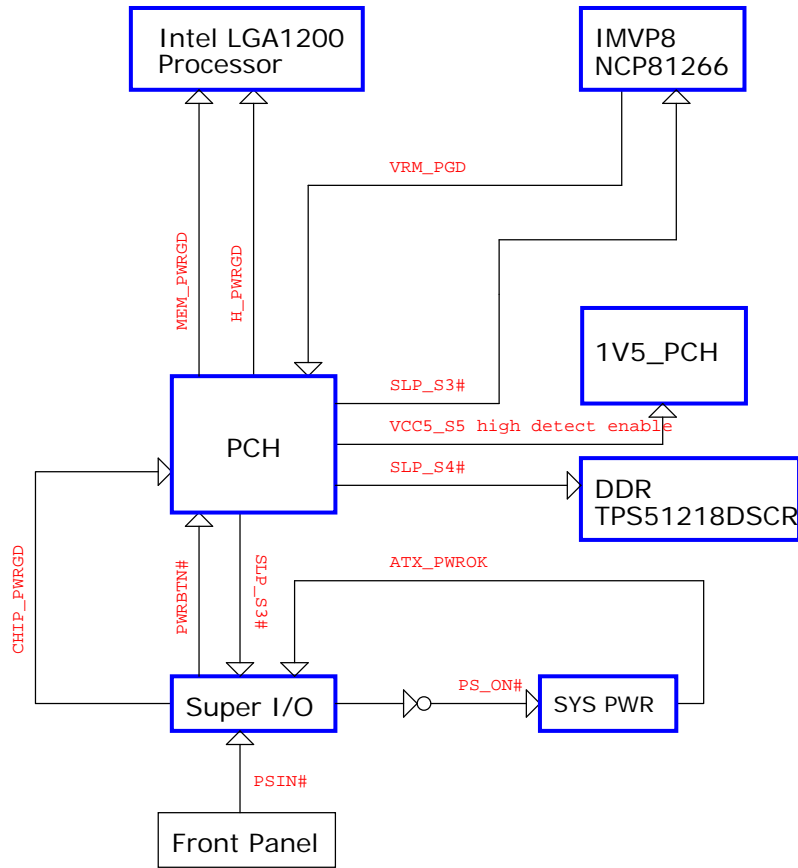 Intel LGA1200
Processor
IMVP8
NCP81266
VRM_PGD
MEM_PWRGD
H_PWRGD
1V5_PCH
SLP_S3#
VCC5_S5 high detect enable
PCH
SLP_S4#
DDR
TPS51218DSCR
CHIP_PWRGD
PWRBTN#
SLP_S3#
ATX_PWROK
PS_ON#
Super I/O
SYS PWR
PSIN#
Front Panel